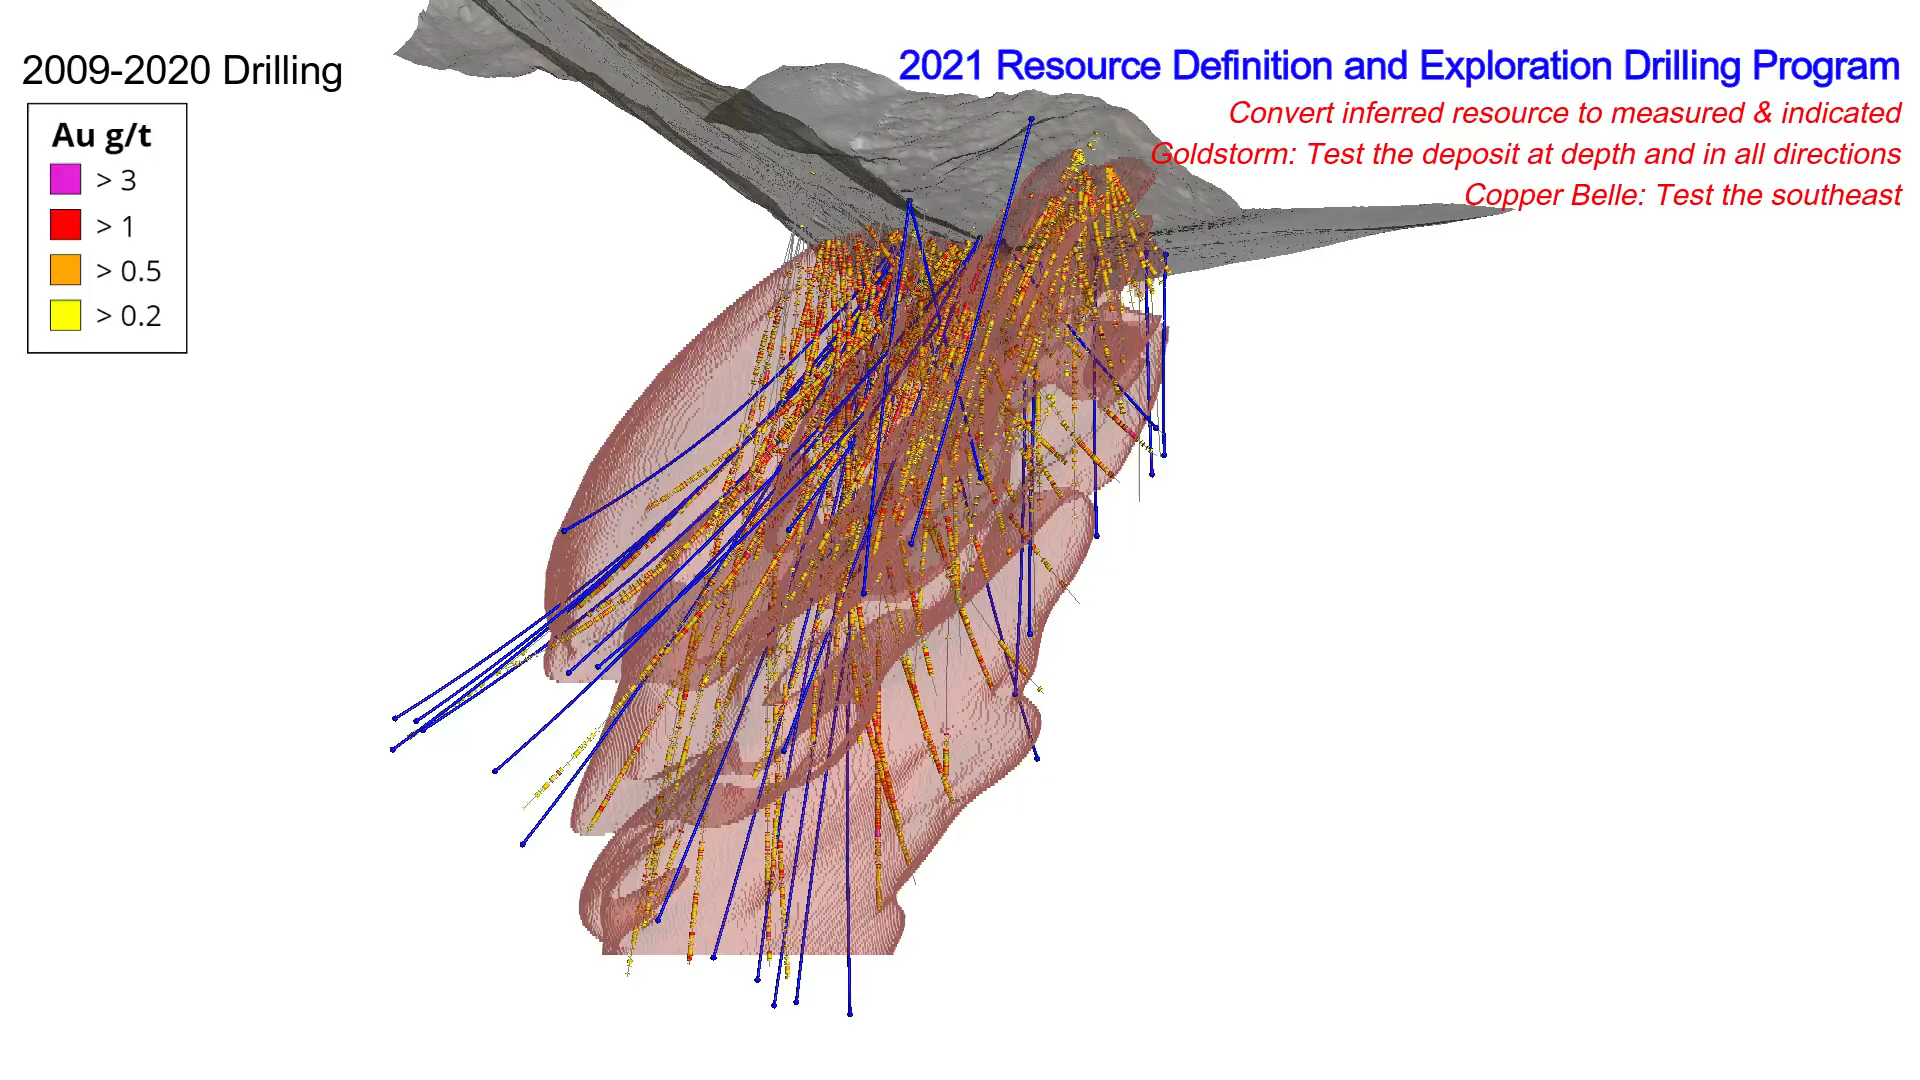 2009-2020 Drilling
Au g/t
> 3
> 1
> 0.5
> 0.2
2021 Resource Definition and Exploration Drilling Program
Convert inferred resource to measured & indicated
Goldstorm: Test the deposit at depth and in all directions
Copper Belle: Test the southeast